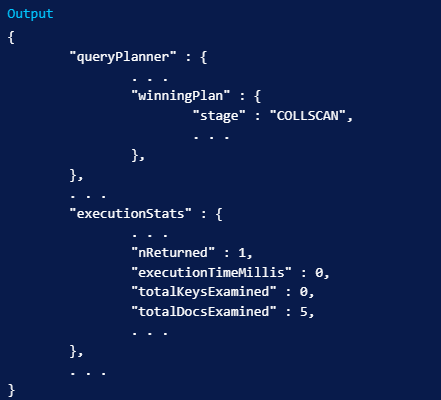 Output
{
        "queryPlanner" : {
                . . .
                "winningPlan" : {
                        "stage" : "COLLSCAN",
                        . . .
                },
        },
        . . .
        "executionStats" : {
                . . .
                "nReturned" : 1,
                "executionTimeMillis" : 0,
                "totalKeysExamined" : 0,
                "totalDocsExamined" : 5,
                . . .
        },
        . . .
}